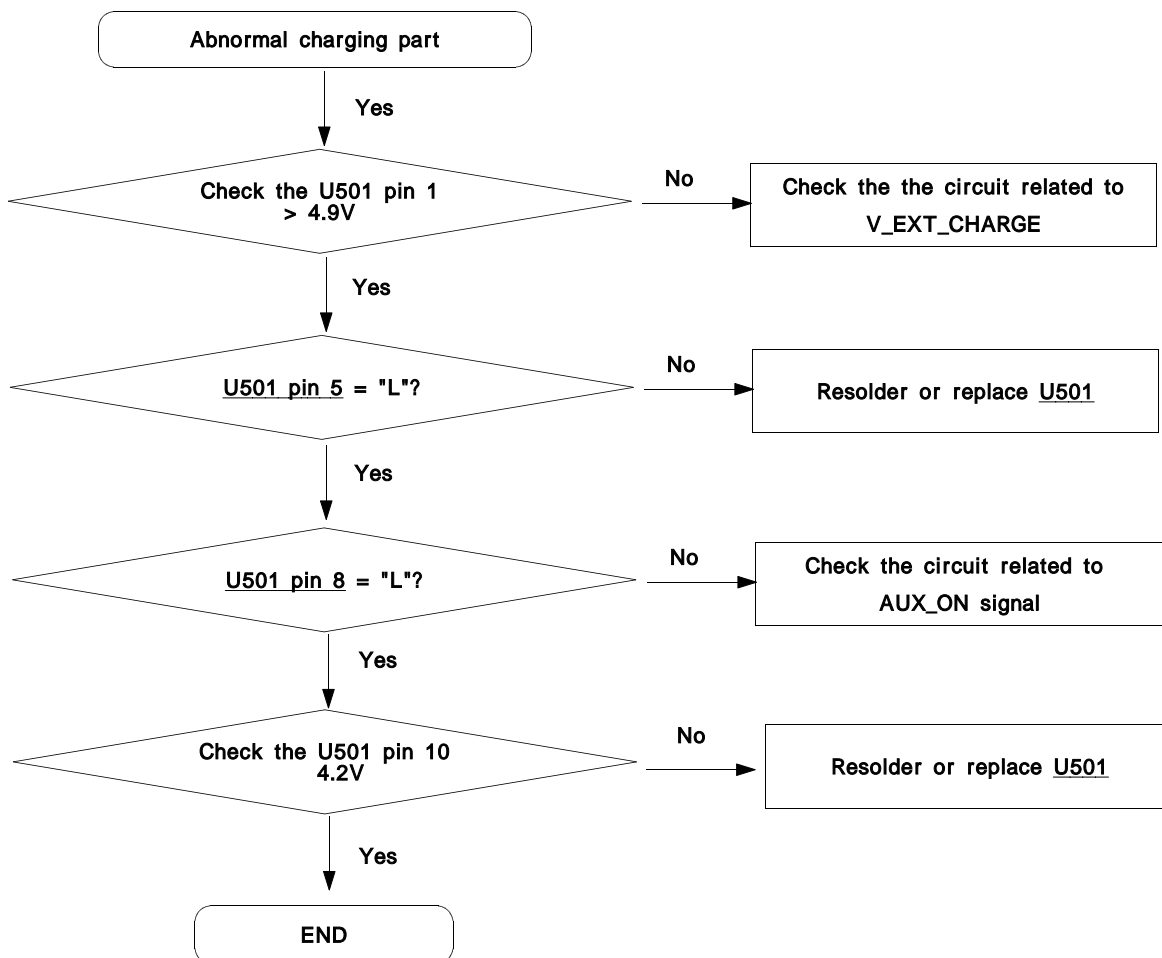 Abnormal charging part
Yes
Check the U501 pin 1
> 4.9V
No
Check the the circuit related to
V_EXT_CHARGE
Yes
U501 pin 5 = "L"?
No
Resolder or replace U501
Yes
U501 pin 8 = "L"?
No
Check the circuit related to
AUX_ON signal
Yes
Check the U501 pin 10
4.2V
No
Resolder or replace U501
Yes
END